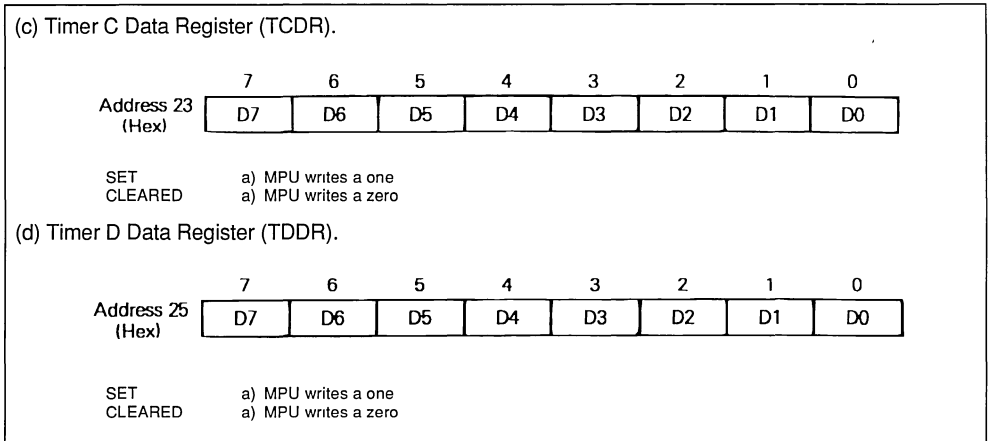 (c) Timer C Data Register (TCDR).
7 6 5 4 3 2 1 0
Address 23 (Hex) D7 D6 D5 D4 D3 D2 D1 D0
SET a) MPU writes a one
CLEARED a) MPU writes a zero
(d) Timer D Data Register (TDDR).
7 6 5 4 3 2 1 0
Address 25 (Hex) D7 D6 D5 D4 D3 D2 D1 D0
SET a) MPU writes a one
CLEARED a) MPU writes a zero